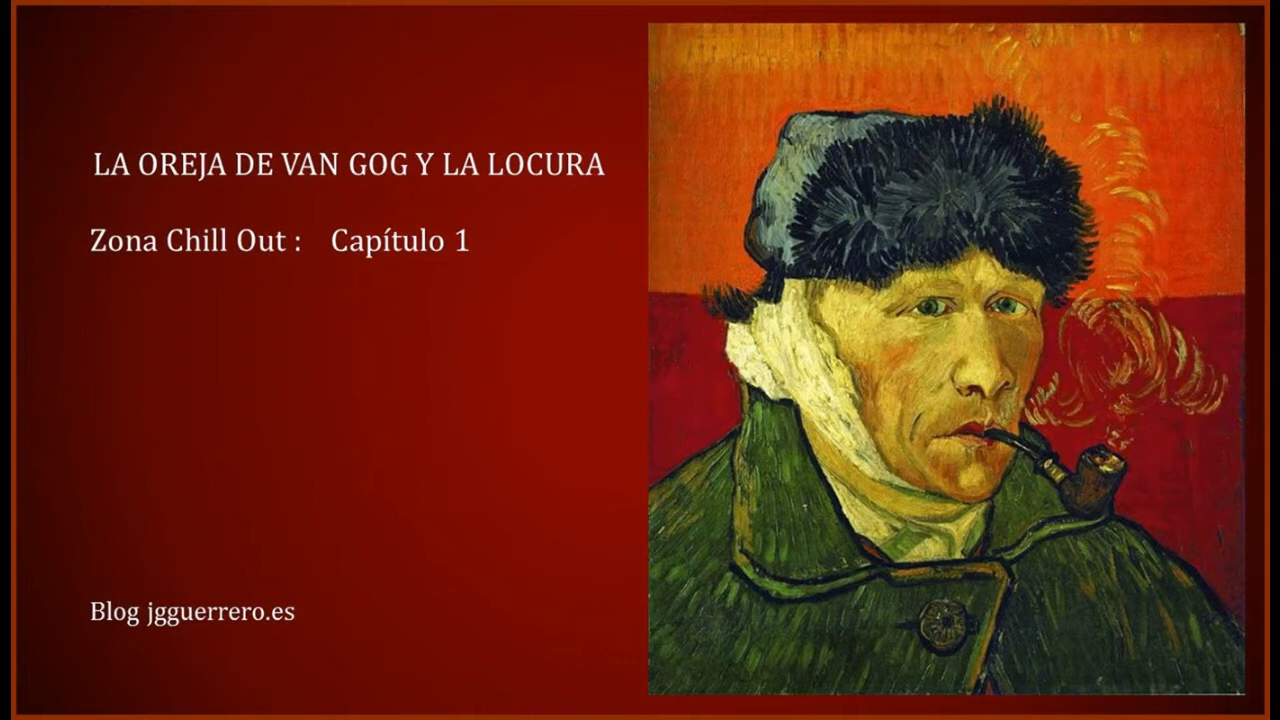 LA OREJA DE VAN GOG Y LA LOCURA
Zona Chill Out : Capítulo 1
Blog jgguerrero.es